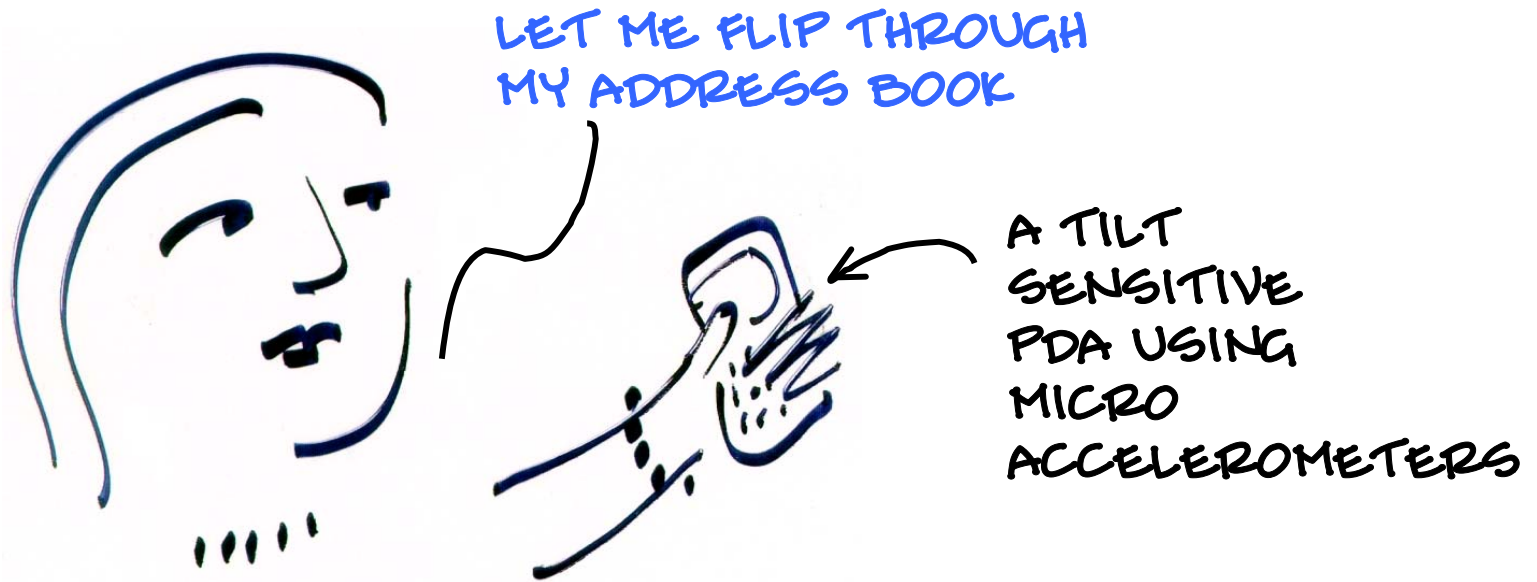 LET ME FLIP THROUGH
MY ADDRESS BOOK
A TILT
SENSITIVE
PDA USING
MICRO
ACCELEROMETERS